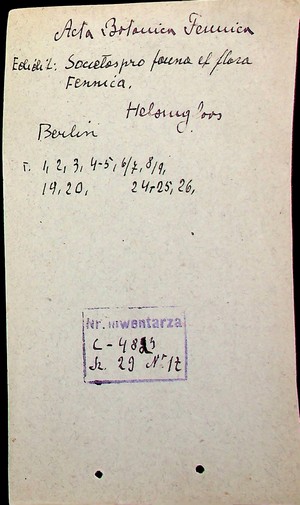 Acta Botanica Fennica
Edidit: Societas pro fauna et flora
Fennica.
Helsingfors
Berlin
T. 1, 2, 3, 4-5, 6/7, 8/9,
19, 20, 24+25, 26,
Nr. inwentarza
C-4823
Sz. 29 Nr 17